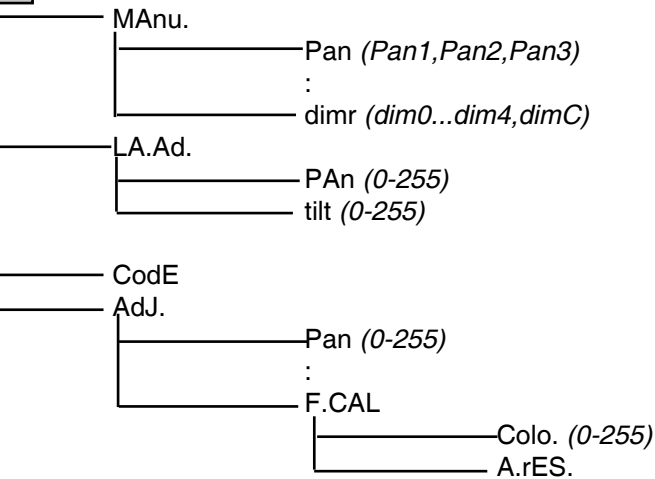 MAnu.
Pan (Pan1,Pan2,Pan3)
:
dimr (dim0...dim4,dimC)
LA.Ad.
PAn (0-255)
tilt (0-255)
CodE
AdJ.
Pan (0-255)
:
F.CAL
Colo. (0-255)
A.rES.